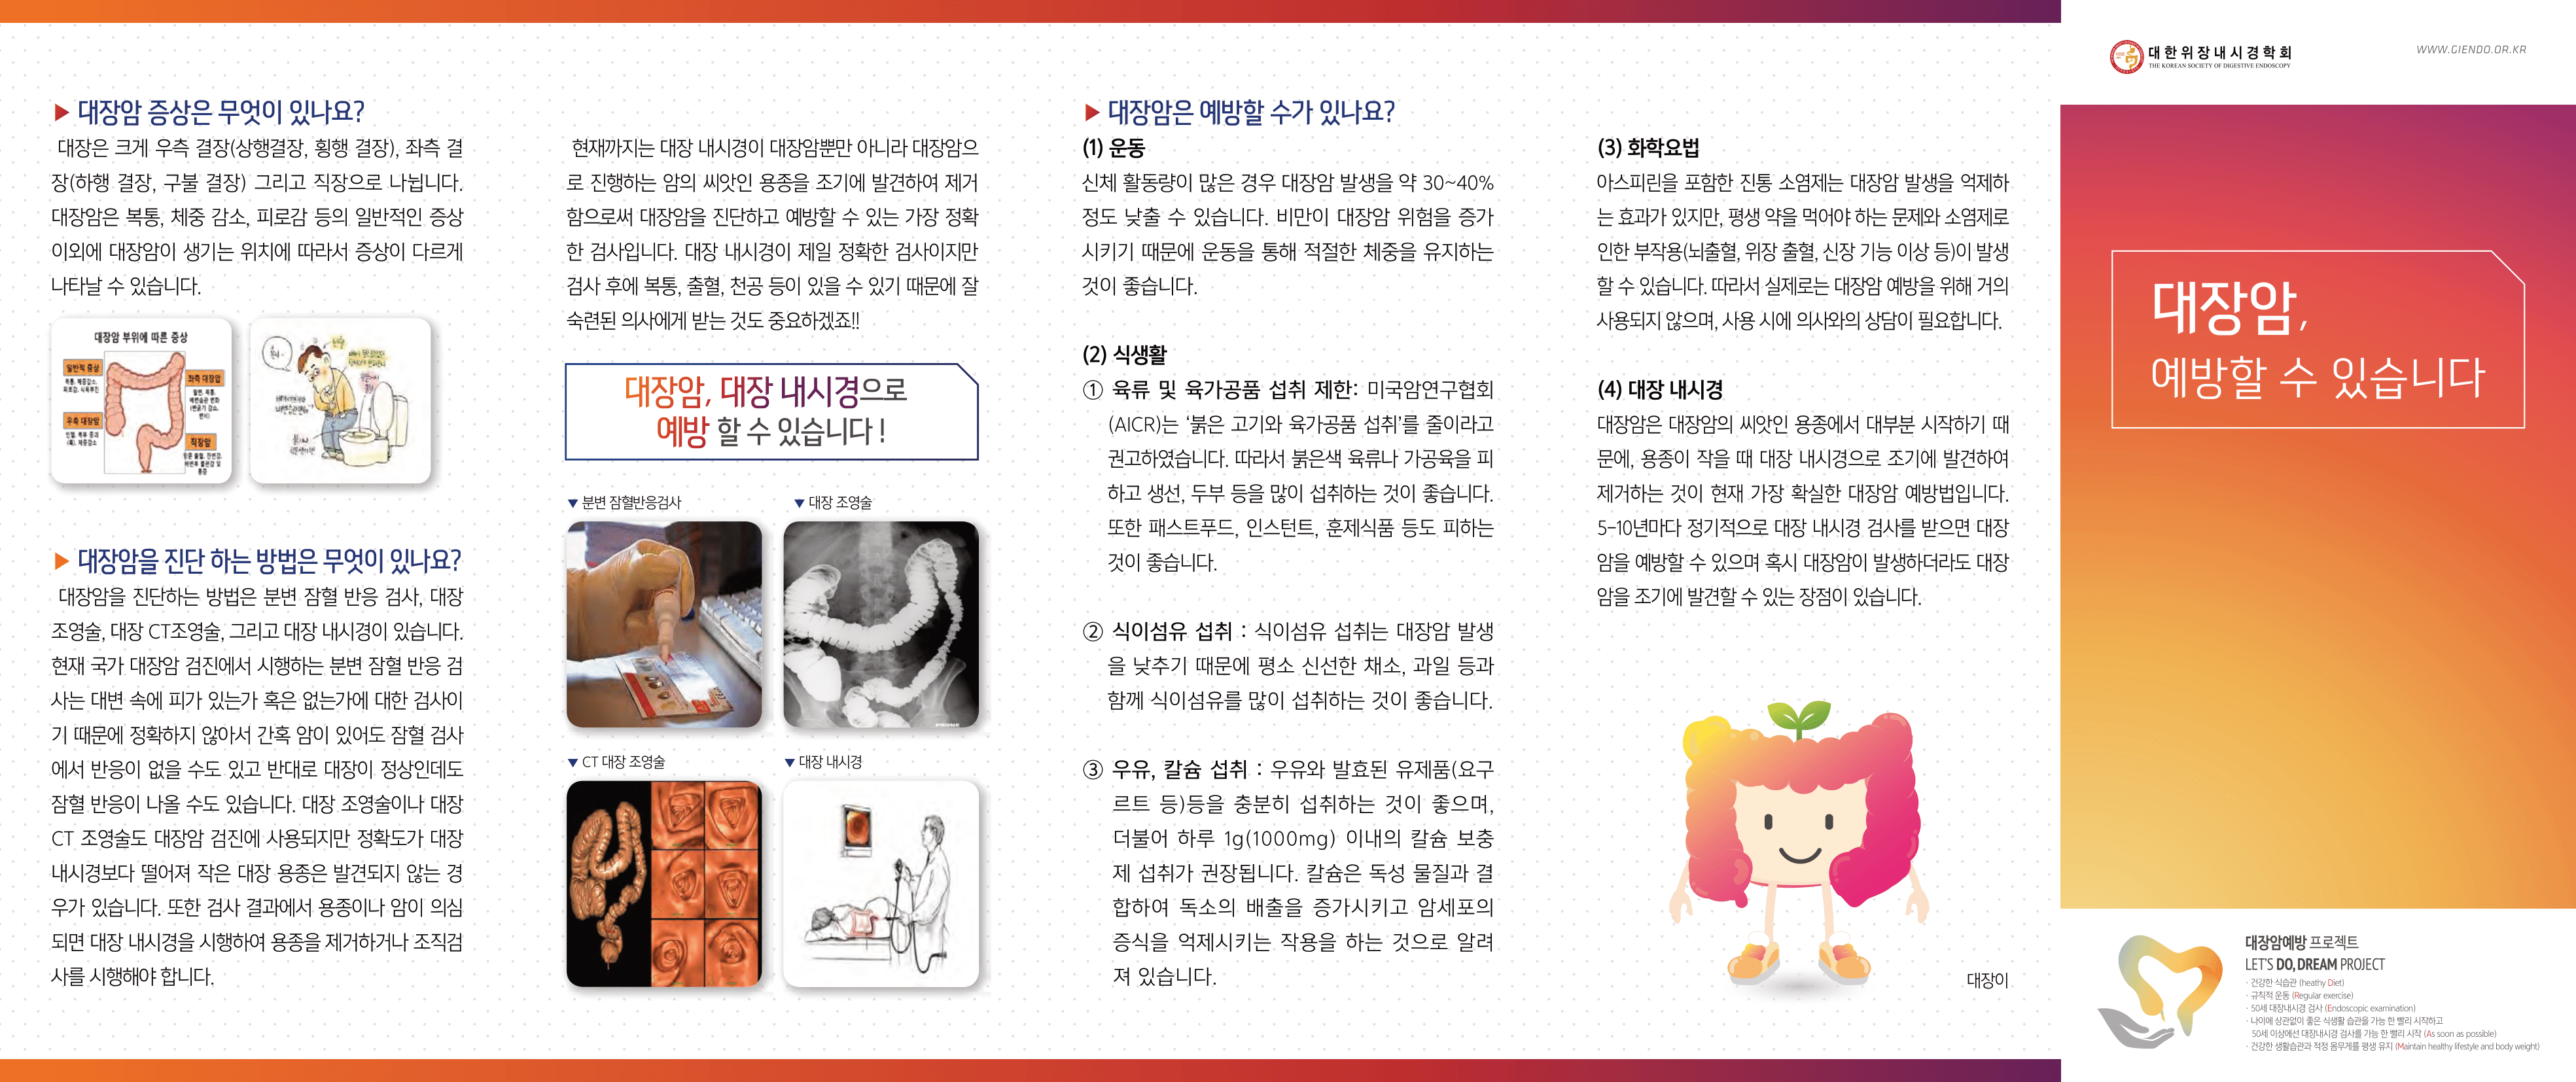 ▶ 대장암 증상은 무엇이 있나요?
대장은 크게 우측 결장(상행결장, 횡행 결장), 좌측 결
장(하행 결장, 구불 결장) 그리고 직장으로 나뉩니다.
대장암은 복통, 체중 감소, 피로감 등의 일반적인 증상
이외에 대장암이 생기는 위치에 따라서 증상이 다르게
나타날 수 있습니다.
대장암 부위에 따른 증상
일반적 증상
복통, 체중감소,
피로감, 식욕부진
좌측 대장암
혈변, 복통,
배변습관 변화
(변굵기 감소,
변비)
우측 대장암
빈혈, 복부 종괴
(혹), 체중감소
직장암
▶ 대장암을 진단 하는 방법은 무엇이 있나요?
대장암을 진단하는 방법은 분변 잠혈 반응 검사, 대장
조영술, 대장 CT조영술, 그리고 대장 내시경이 있습니다.
현재 국가 대장암 검진에서 시행하는 분변 잠혈 반응 검
사는 대변 속에 피가 있는가 혹은 없는가에 대한 검사이
기 때문에 정확하지 않아서 간혹 암이 있어도 잠혈 검사
에서 반응이 없을 수도 있고 반대로 대장이 정상인데도
잠혈 반응이 나올 수도 있습니다. 대장 조영술이나 대장
CT 조영술도 대장암 검진에 사용되지만 정확도가 대장
내시경보다 떨어져 작은 대장 용종은 발견되지 않는 경
우가 있습니다. 또한 검사 결과에서 용종이나 암이 의심
되면 대장 내시경을 시행하여 용종을 제거하거나 조직검
사를 시행해야 합니다.
현재까지는 대장 내시경이 대장암뿐만 아니라 대장암으
로 진행하는 암의 씨앗인 용종을 조기에 발견하여 제거
함으로써 대장암을 진단하고 예방할 수 있는 가장 정확
한 검사입니다. 대장 내시경이 제일 정확한 검사이지만
검사 후에 복통, 출혈, 천공 등이 있을 수 있기 때문에 잘
숙련된 의사에게 받는 것도 중요하겠죠!!
대장암, 대장 내시경으로
예방 할 수 있습니다 !
▼ 분변 잠혈반응검사
▼ 대장 조영술
▼ CT 대장 조영술
▼ 대장 내시경
▶ 대장암은 예방할 수가 있나요?
(1) 운동
신체 활동량이 많은 경우 대장암 발생을 약 30~40%
정도 낮출 수 있습니다. 비만이 대장암 위험을 증가
시키기 때문에 운동을 통해 적절한 체중을 유지하는
것이 좋습니다.
(2) 식생활
① 육류 및 육가공품 섭취 제한: 미국암연구협회
(AICR)는 ‘붉은 고기와 육가공품 섭취’를 줄이라고
권고하였습니다. 따라서 붉은색 육류나 가공육을 피
하고 생선, 두부 등을 많이 섭취하는 것이 좋습니다.
또한 패스트푸드, 인스턴트, 훈제식품 등도 피하는
것이 좋습니다.
② 식이섬유 섭취 : 식이섬유 섭취는 대장암 발생
을 낮추기 때문에 평소 신선한 채소, 과일 등과
함께 식이섬유를 많이 섭취하는 것이 좋습니다.
③ 우유, 칼슘 섭취 : 우유와 발효된 유제품(요구
르트 등)등을 충분히 섭취하는 것이 좋으며,
더불어 하루 1g(1000mg) 이내의 칼슘 보충
제 섭취가 권장됩니다. 칼슘은 독성 물질과 결
합하여 독소의 배출을 증가시키고 암세포의
증식을 억제시키는 작용을 하는 것으로 알려
져 있습니다.
(3) 화학요법
아스피린을 포함한 진통 소염제는 대장암 발생을 억제하
는 효과가 있지만, 평생 약을 먹어야 하는 문제와 소염제로
인한 부작용(뇌출혈, 위장 출혈, 신장 기능 이상 등)이 발생
할 수 있습니다. 따라서 실제로는 대장암 예방을 위해 거의
사용되지 않으며, 사용 시에 의사와의 상담이 필요합니다.
(4) 대장 내시경
대장암은 대장암의 씨앗인 용종에서 대부분 시작하기 때
문에, 용종이 작을 때 대장 내시경으로 조기에 발견하여
제거하는 것이 현재 가장 확실한 대장암 예방법입니다.
5-10년마다 정기적으로 대장 내시경 검사를 받으면 대장
암을 예방할 수 있으며 혹시 대장암이 발생하더라도 대장
암을 조기에 발견할 수 있는 장점이 있습니다.
대장이
대한위장내시경학회
THE KOREAN SOCIETY OF DIGESTIVE ENDOSCOPY
WWW.GIENDO.OR.KR
대장암,
예방할 수 있습니다
대장암예방 프로젝트
LET'S DO, DREAM PROJECT
· 건강한 식습관 (heathy Diet)
· 규칙적 운동 (Regular exercise)
· 50세 대장내시경 검사 (Endoscopic examination)
· 나이에 상관없이 좋은 식생활 습관을 가능 한 빨리 시작하고
50세 이상에선 대장내시경 검사를 가능 한 빨리 시작 (As soon as possible)
· 건강한 생활습관과 적정 몸무게를 평생 유지 (Maintain healthy lifestyle and body weight)